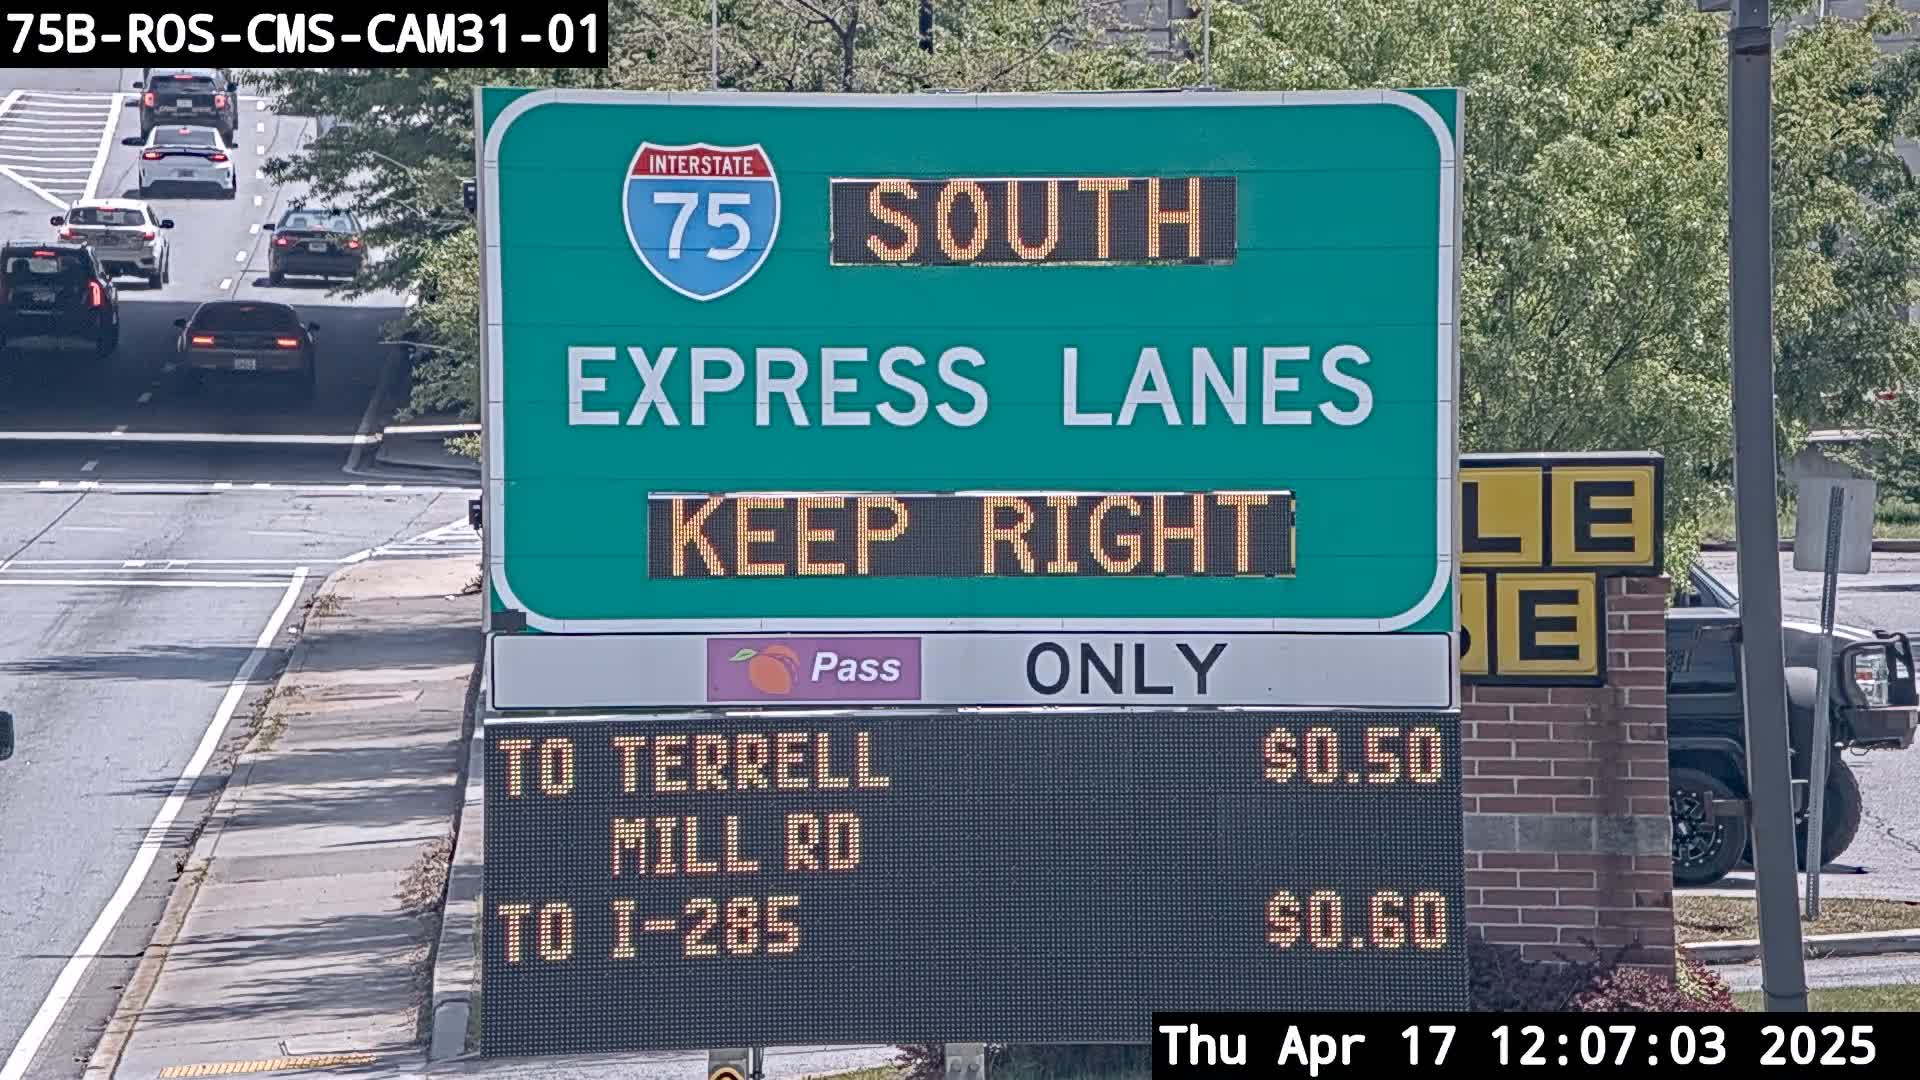 75B-ROS-CMS-CAM31-01
INTERSTATE
75
SOUTH
EXPRESS LANES
KEEP RIGHT
Pass ONLY
TO TERRELL $0.50
MILL RD
TO I-285 $0.60
LE
E
Thu Apr 17 12:07:03 2025